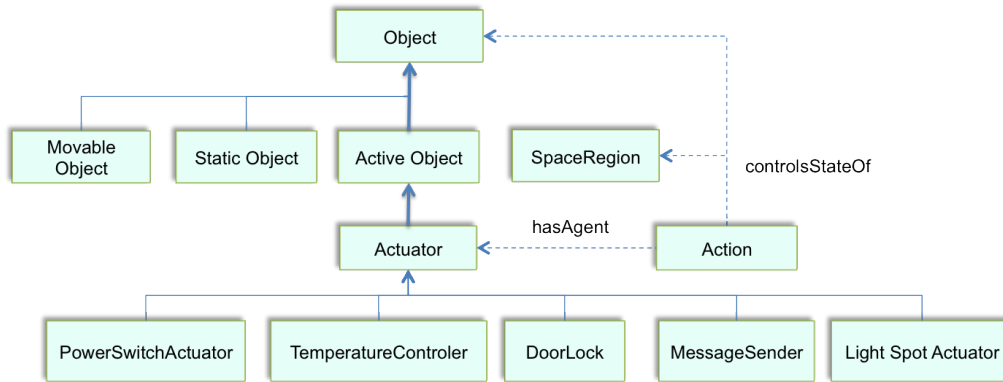 Object
Movable
Object
Static Object
Active Object
SpaceRegion
controlsStateOf
hasAgent
Actuator
Action
PowerSwitchActuator
TemperatureControler
DoorLock
MessageSender
Light Spot Actuator